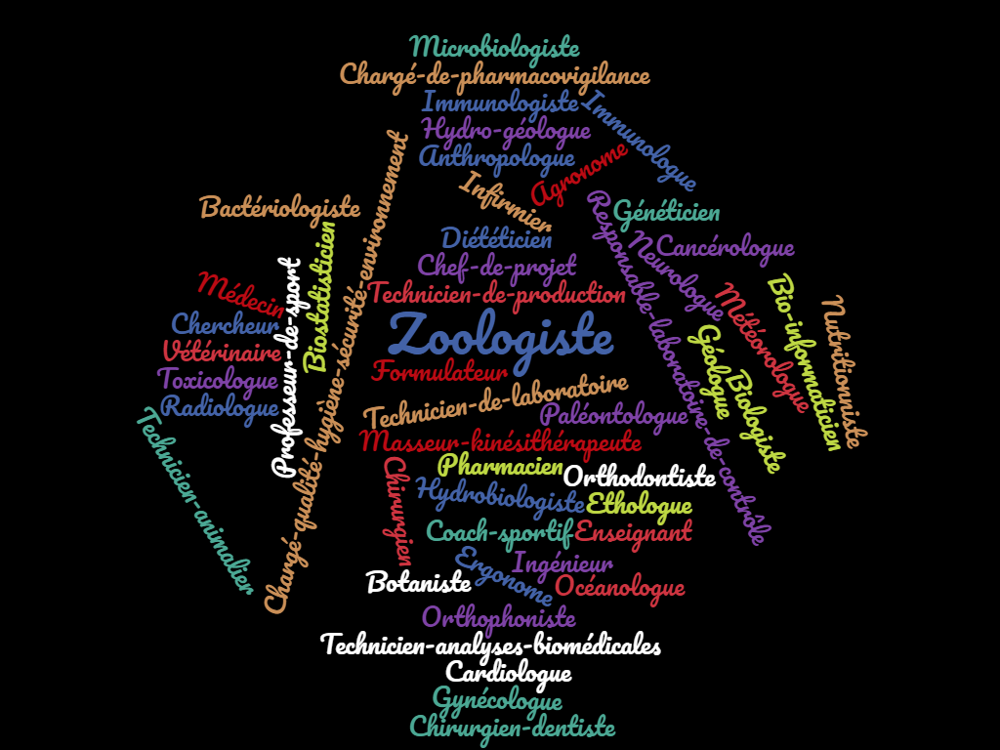 Microbiologiste
Chargé-de-pharmacovigilance
Immunologiste
Immunologue
Hydro-géologue
Anthropologue
Agronome
Infirmier
Chargé-qualité-hygiène-sécurité-environnement
Bactériologiste
Responsable-laboratoire-de-contrôle
Généticien
Biostatisticien
Diététicien
Neurologue
Cancérologue
Chef-de-projet
Professeur-de-sport
Médecin
Technicien-de-production
Météorologue
Bio-informaticien
Nutritionniste
Chercheur
Zoologiste
Géologue
Vétérinaire
Formulateur
Biologiste
Toxicologue
Technicien-de-laboratoire
Radiologue
Paléontologue
Technicien-animalier
Masseur-kinésithérapeute
Chirurgien
Pharmacien
Orthodontiste
Hydrobiologiste
Ethologue
Coach-sportif
Enseignant
Ergonome
Ingénieur
Botaniste
Océanologue
Orthophoniste
Technicien-analyses-biomédicales
Cardiologue
Gynécologue
Chirurgien-dentiste